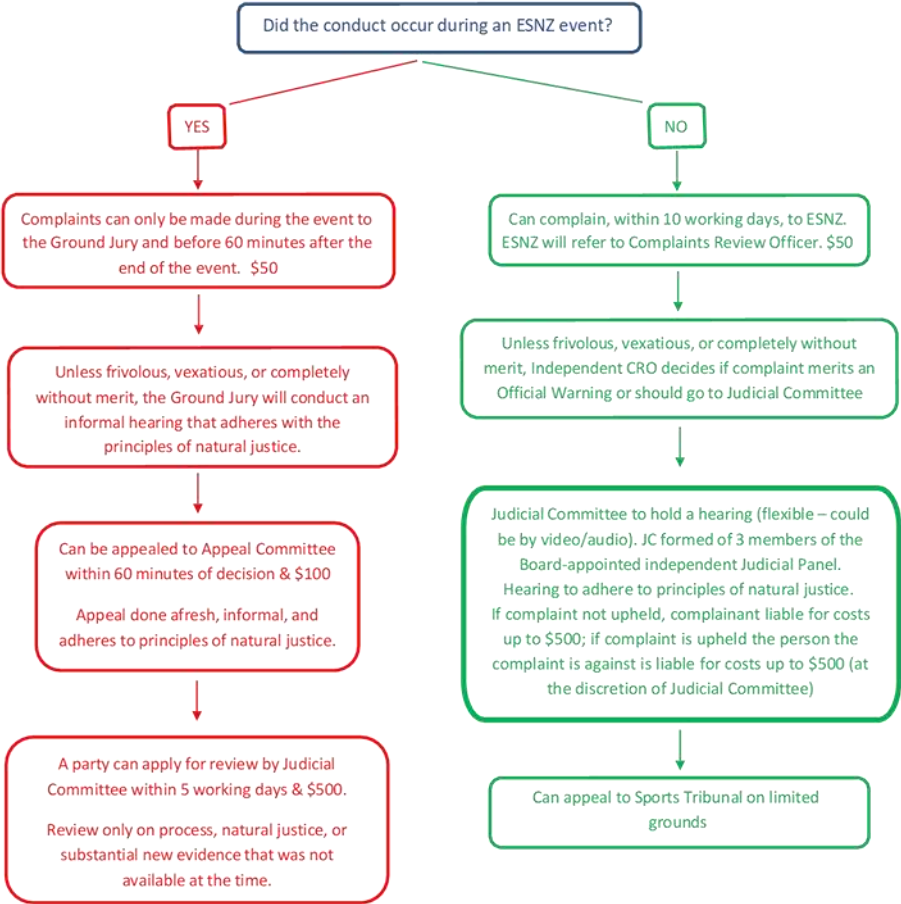 Did the conduct occur during an ESNZ event?
YES
Complaints can only be made during the event to
the Ground Jury and before 60 minutes after the
end of the event.  $50
Unless frivolous, vexatious, or completely
without merit, the Ground Jury will conduct an
informal hearing that adheres with the
principles of natural justice.
Can be appealed to Appeal Committee
within 60 minutes of decision & $100
Appeal done afresh, informal, and
adheres to principles of natural justice.
A party can apply for review by Judicial
Committee within 5 working days & $500.
Review only on process, natural justice, or
substantial new evidence that was not
available at the time.
NO
Can complain, within 10 working days, to ESNZ.
ESNZ will refer to Complaints Review Officer. $50
Unless frivolous, vexatious, or completely without
merit, Independent CRO decides if complaint merits an
Official Warning or should go to Judicial Committee
Judicial Committee to hold a hearing (flexible – could
be by video/audio). JC formed of 3 members of the
Board-appointed independent Judicial Panel.
Hearing to adhere to principles of natural justice.
If complaint not upheld, complainant liable for costs
up to $500; if complaint is upheld the person the
complaint is against is liable for costs up to $500 (at
the discretion of Judicial Committee)
Can appeal to Sports Tribunal on limited
grounds